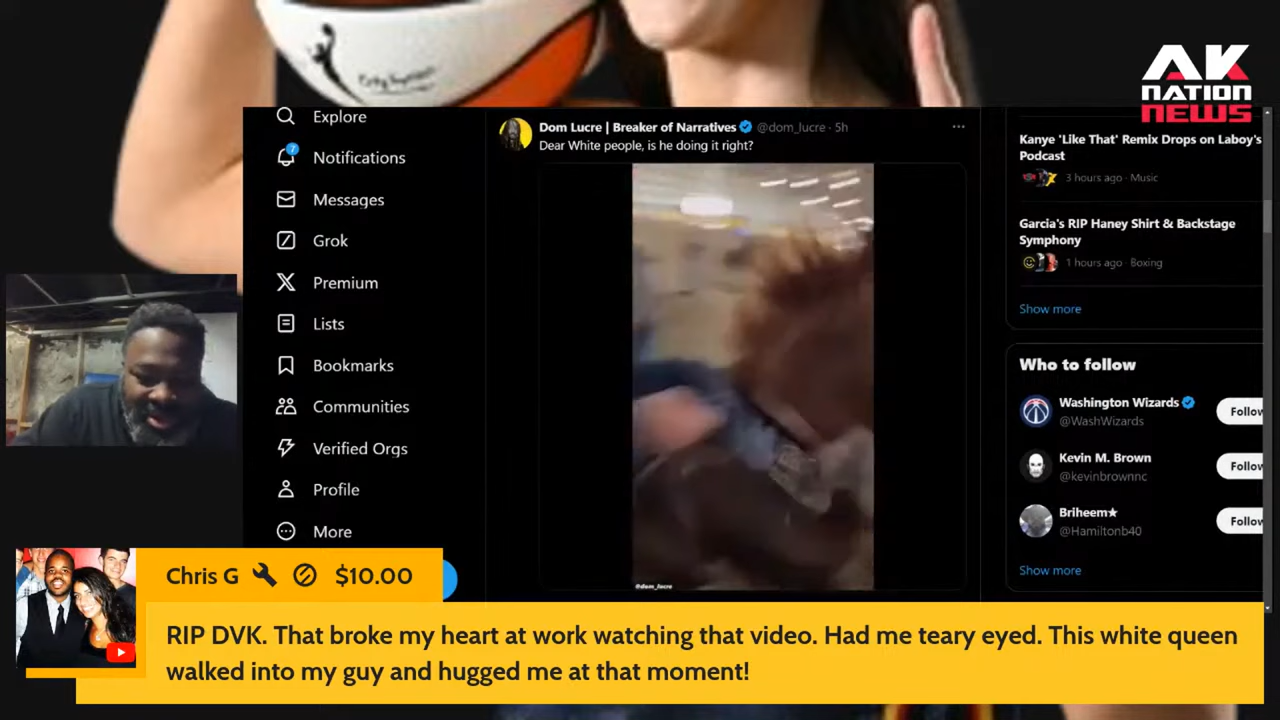 AK
NATION
NEWS
Explore
7
Notifications
Messages
Grok
Premium
Lists
Bookmarks
Communities
Verified Orgs
Profile
More
Dom Lucre | Breaker of Narratives @dom_lucre · 5h
Dear White people, is he doing it right?
@dom_lucre
Kanye 'Like That' Remix Drops on Laboy's
Podcast
3 hours ago · Music
Garcia's RIP Haney Shirt & Backstage
Symphony
1 hours ago · Boxing
Show more
Who to follow
Washington Wizards
@WashWizards
Follow
Kevin M. Brown
@kevinbrownnc
Follow
Briheem★
@Hamiltonb40
Follow
Show more
Chris G $10.00
RIP DVK. That broke my heart at work watching that video. Had me teary eyed. This white queen
walked into my guy and hugged me at that moment!